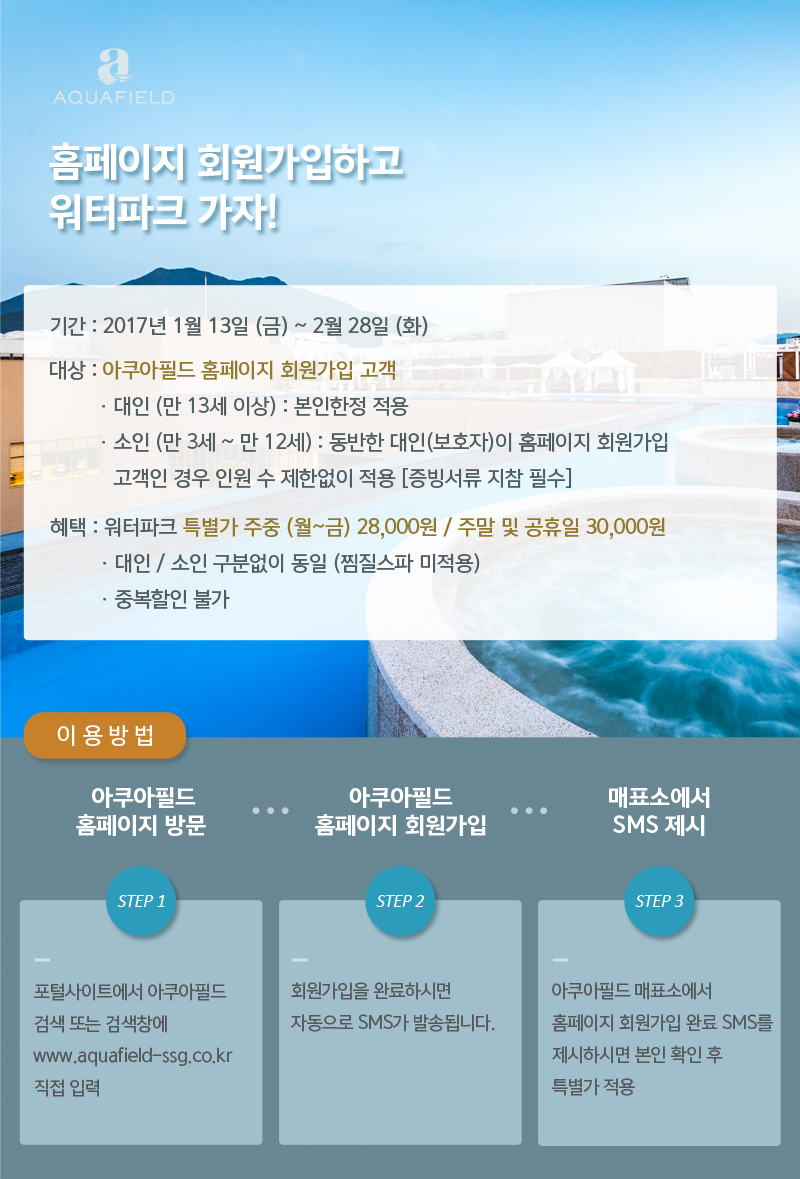 a
AQUAFIELD
홈페이지 회원가입하고
워터파크 가자!
기간 : 2017년 1월 13일 (금) ~ 2월 28일 (화)
대상 : 아쿠아필드 홈페이지 회원가입 고객
· 대인 (만 13세 이상) : 본인한정 적용
· 소인 (만 3세 ~ 만 12세) : 동반한 대인(보호자)이 홈페이지 회원가입
고객인 경우 인원 수 제한없이 적용 [증빙서류 지참 필수]
혜택 : 워터파크 특별가 주중 (월~금) 28,000원 / 주말 및 공휴일 30,000원
· 대인 / 소인 구분없이 동일 (찜질스파 미적용)
· 중복할인 불가
이용방법
아쿠아필드
홈페이지 방문
STEP 1
포털사이트에서 아쿠아필드
검색 또는 검색창에
www.aquafield-ssg.co.kr
직접 입력
아쿠아필드
홈페이지 회원가입
STEP 2
회원가입을 완료하시면
자동으로 SMS가 발송됩니다.
매표소에서
SMS 제시
STEP 3
아쿠아필드 매표소에서
홈페이지 회원가입 완료 SMS를
제시하시면 본인 확인 후
특별가 적용